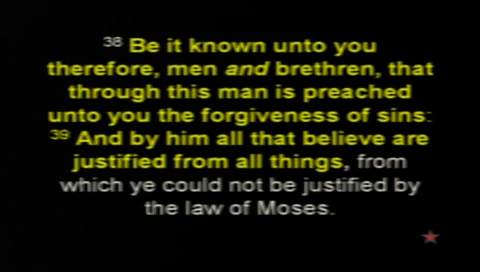 38 Be it known unto you
therefore, men and brethren, that
through this man is preached
unto you the forgiveness of sins:
39 And by him all that believe are
justified from all things, from
which ye could not be justified by
the law of Moses.